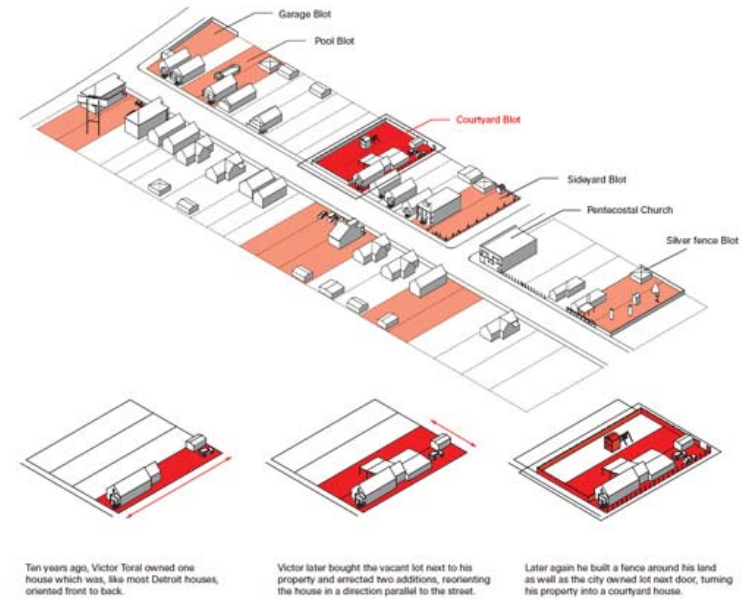 Garage Blot
Pool Blot
Courtyard Blot
Sideyard Blot
Pentecostal Church
Silver fence Blot
Ten years ago, Victor Toral owned one
house which was, like most Detroit houses,
oriented front to back.
Victor later bought the vacant lot next to his
property and errected two additions, reorienting
the house in a direction parallel to the street.
Later again he built a fence around his land
as well as the city owned lot next door, turning
his property into a courtyard house.